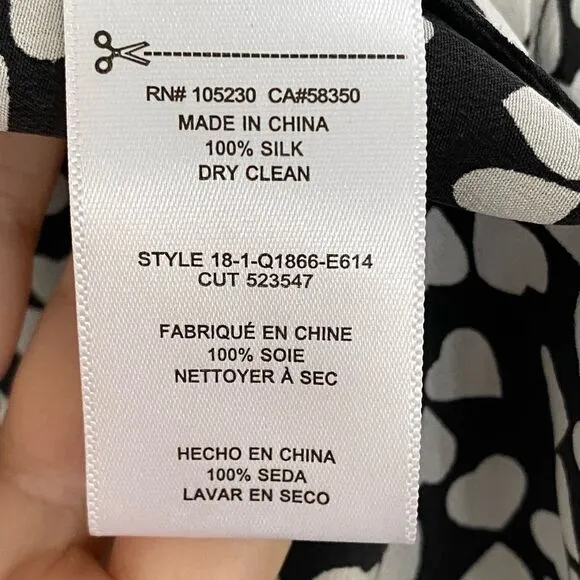 RN# 105230 CA#58350
MADE IN CHINA
100% SILK
DRY CLEAN
STYLE 18-1-Q1866-E614
CUT 523547
FABRIQUÉ EN CHINE
100% SOIE
NETTOYER À SEC
HECHO EN CHINA
100% SEDA
LAVAR EN SECO